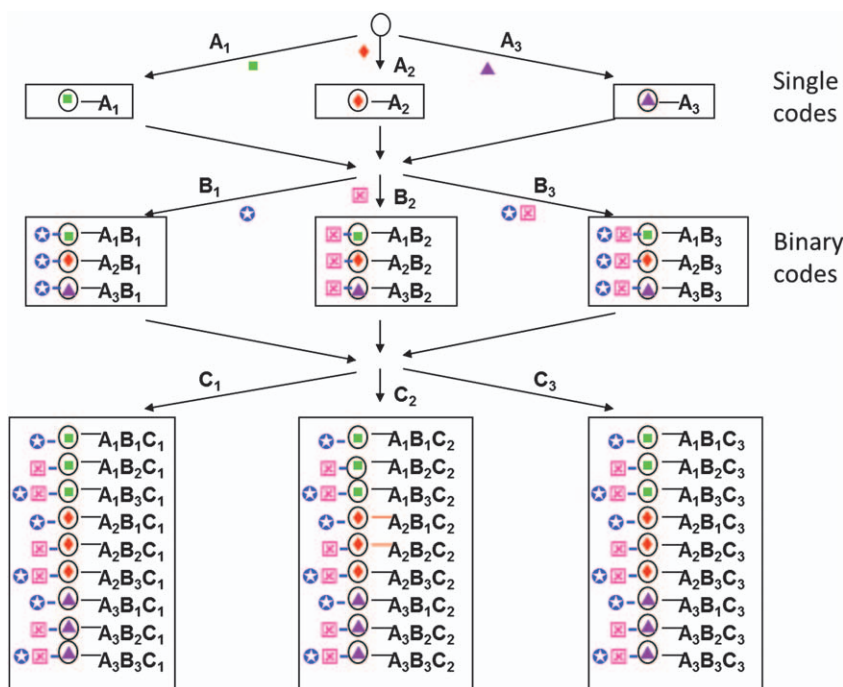 A₁ A₂ A₃
A₁ A₂ A₃ Single codes
B₁ B₂ B₃
A₁B₁ A₁B₂ A₁B₃
A₂B₁ A₂B₂ A₂B₃ Binary codes
A₃B₁ A₃B₂ A₃B₃
C₁ C₂ C₃
A₁B₁C₁ A₁B₁C₂ A₁B₁C₃
A₁B₂C₁ A₁B₂C₂ A₁B₂C₃
A₁B₃C₁ A₁B₃C₂ A₁B₃C₃
A₂B₁C₁ A₂B₁C₂ A₂B₁C₃
A₂B₂C₁ A₂B₂C₂ A₂B₂C₃
A₂B₃C₁ A₂B₃C₂ A₂B₃C₃
A₃B₁C₁ A₃B₁C₂ A₃B₁C₃
A₃B₂C₁ A₃B₂C₂ A₃B₂C₃
A₃B₃C₁ A₃B₃C₂ A₃B₃C₃